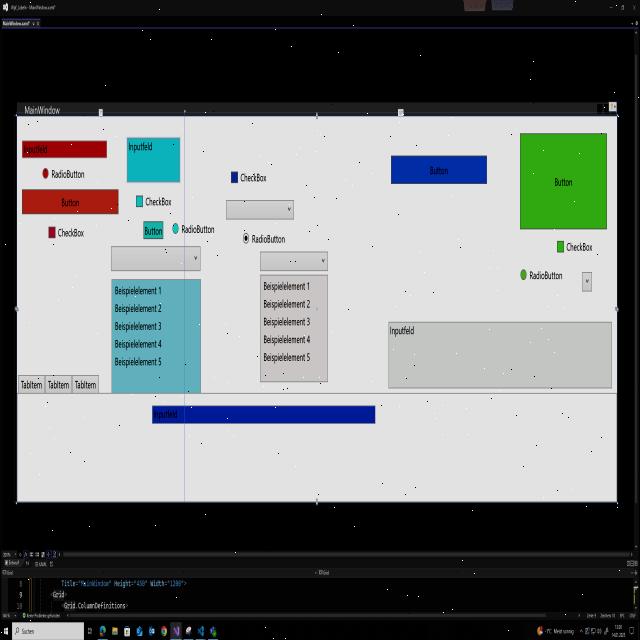 MainWindow.xaml*
MainWindow
Inputfeld
Inputfeld
Button
RadioButton
CheckBox
Button
Button
CheckBox
Button
RadioButton
CheckBox
RadioButton
CheckBox
RadioButton
Beispielelement 1
Beispielelement 2
Beispielelement 3
Beispielelement 4
Beispielelement 5
Beispielelement 1
Beispielelement 2
Beispielelement 3
Beispielelement 4
Beispielelement 5
Inputfeld
TabItem TabItem TabItem
Inputfeld
Title="MainWindow" Height="450" Width="1200">
8
9 <Grid>
<Grid.ColumnDefinitions>
Suchen